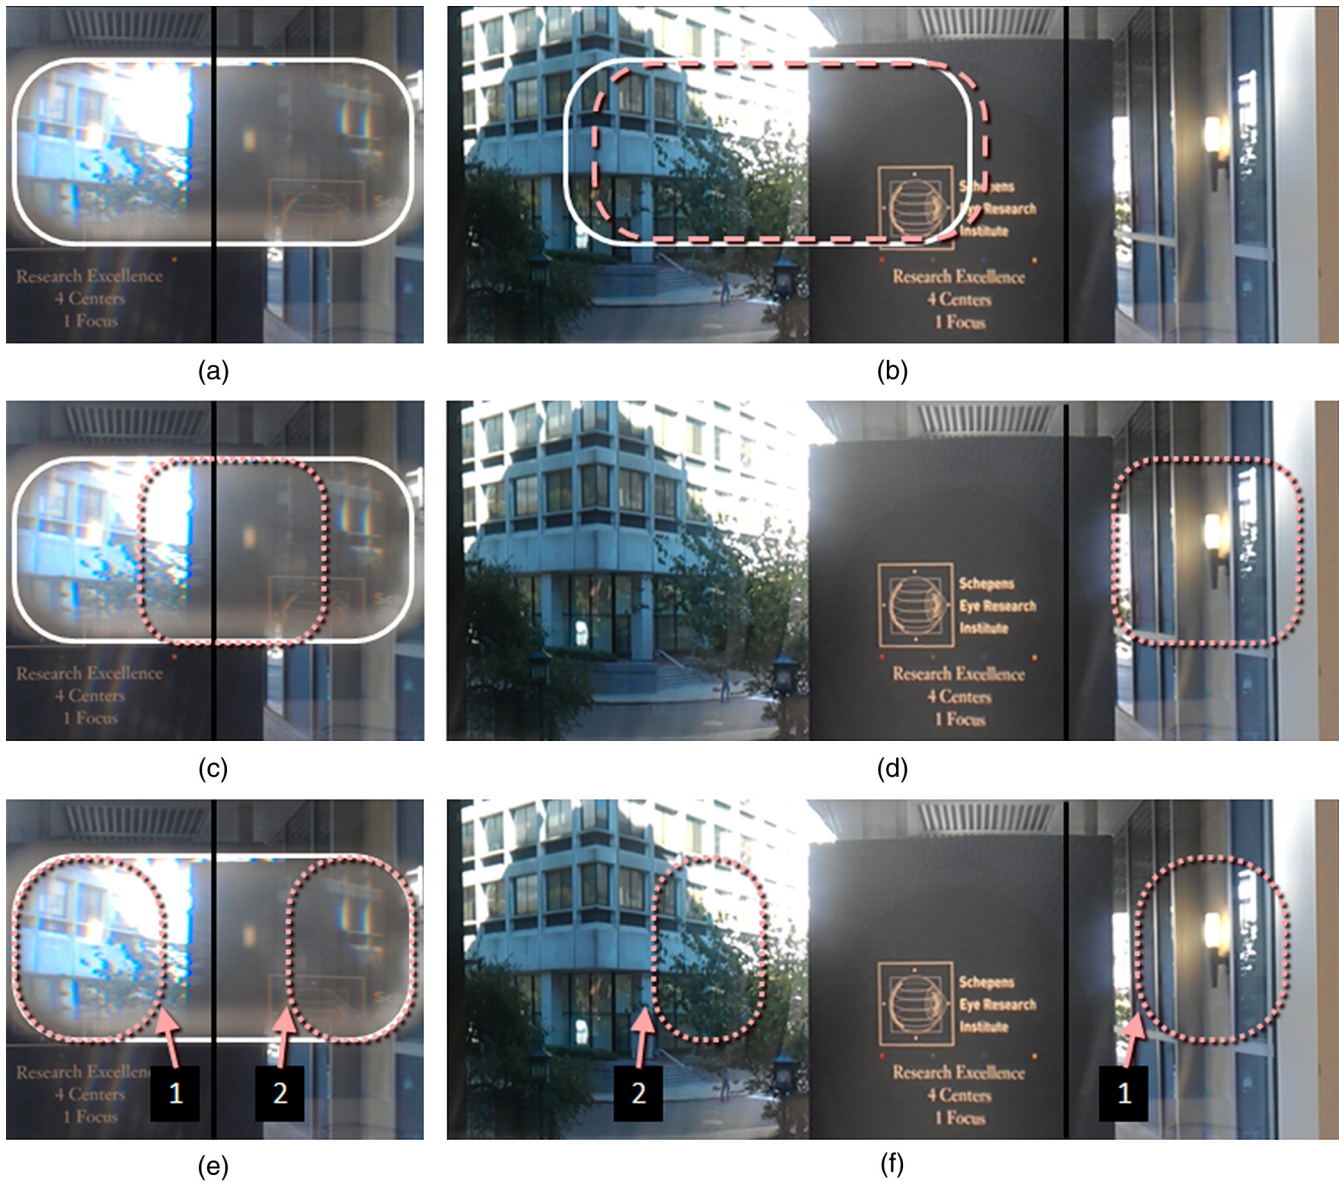 Research Excellence
4 Centers
1 Focus
Schepens
Eye Research
Institute
Research Excellence
4 Centers
1 Focus
(a)
(b)
Research Excellence
4 Centers
1 Focus
Schepens
Eye Research
Institute
Research Excellence
4 Centers
1 Focus
(c)
(d)
Research Excellen
4 Centers
1 Focus
1
2
Schepens
Eye Research
Institute
Research Excellence
4 Centers
1 Focus
2
1
(e)
(f)